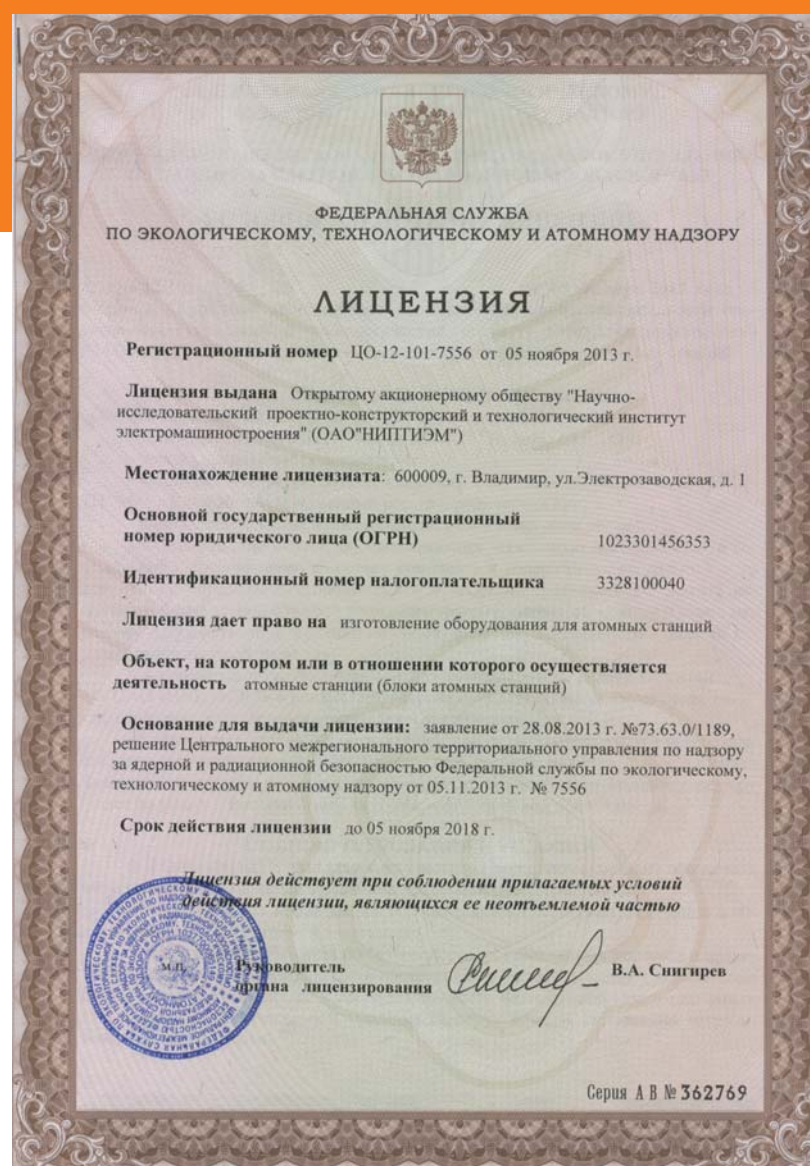 ФЕДЕРАЛЬНАЯ СЛУЖБА
ПО ЭКОЛОГИЧЕСКОМУ, ТЕХНОЛОГИЧЕСКОМУ И АТОМНОМУ НАДЗОРУ
ЛИЦЕНЗИЯ
Регистрационный номер ЦО-12-101-7556 от 05 ноября 2013 г.
Лицензия выдана Открытому акционерному обществу "Научно-
исследовательский проектно-конструкторский и технологический институт
электромашиностроения" (ОАО"НИПТИЭМ")
Местонахождение лицензиата: 600009, г. Владимир, ул.Электрозаводская, д. 1
Основной государственный регистрационный
номер юридического лица (ОГРН) 1023301456353
Идентификационный номер налогоплательщика 3328100040
Лицензия дает право на изготовление оборудования для атомных станций
Объект, на котором или в отношении которого осуществляется
деятельность атомные станции (блоки атомных станций)
Основание для выдачи лицензии: заявление от 28.08.2013 г. №73.63.0/1189,
решение Центрального межрегионального территориального управления по надзору
за ядерной и радиационной безопасностью Федеральной службы по экологическому,
технологическому и атомному надзору от 05.11.2013 г. № 7556
Срок действия лицензии до 05 ноября 2018 г.
Лицензия действует при соблюдении прилагаемых условий
действия лицензии, являющихся ее неотъемлемой частью
М.П. Руководитель
органа лицензирования В.А. Снигирев
Серия А В № 362769